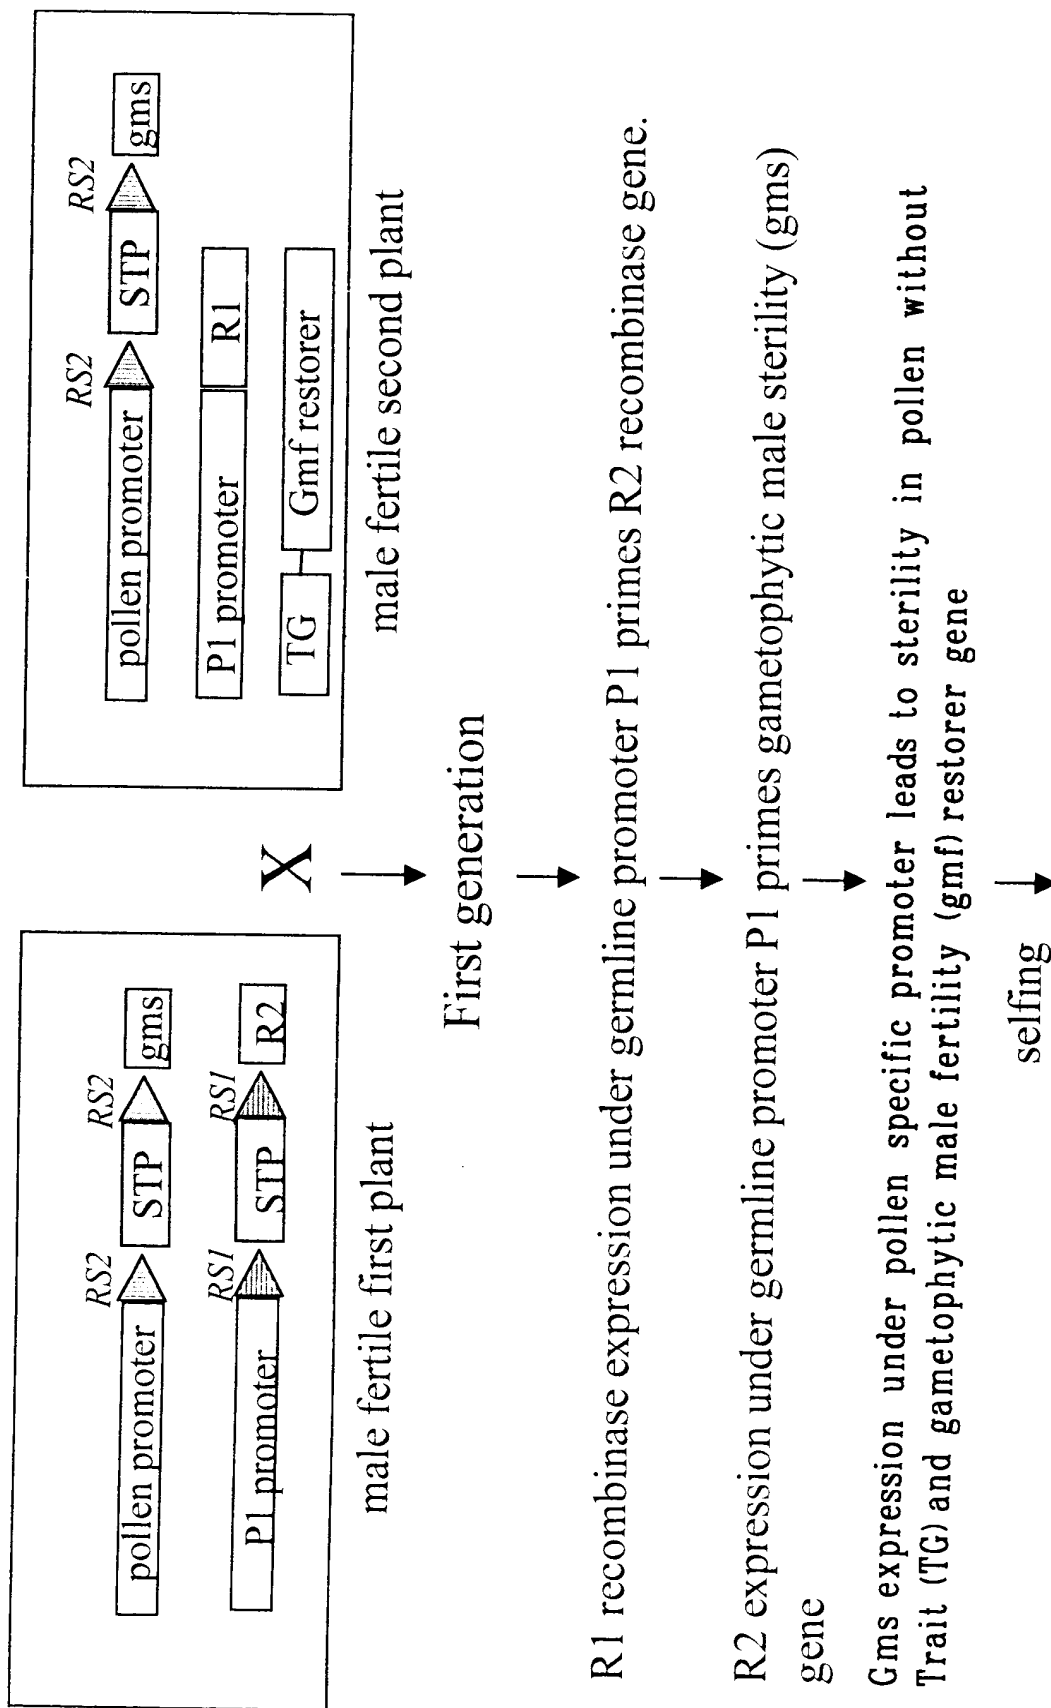 RS2 RS2
pollen promoter STP gms
RS1 RS1
P1 promoter STP R2
male fertile first plant
X
RS2 RS2
pollen promoter STP gms
P1 promoter R1
TG Gmf restorer
male fertile second plant
First generation
R1 recombinase expression under germline promoter P1 primes R2 recombinase gene.
R2 expression under germline promoter P1 primes gametophytic male sterility (gms)
gene
Gms expression under pollen specific promoter leads to sterility in pollen without
Trait (TG) and gametophytic male fertility (gmf) restorer gene
selfing